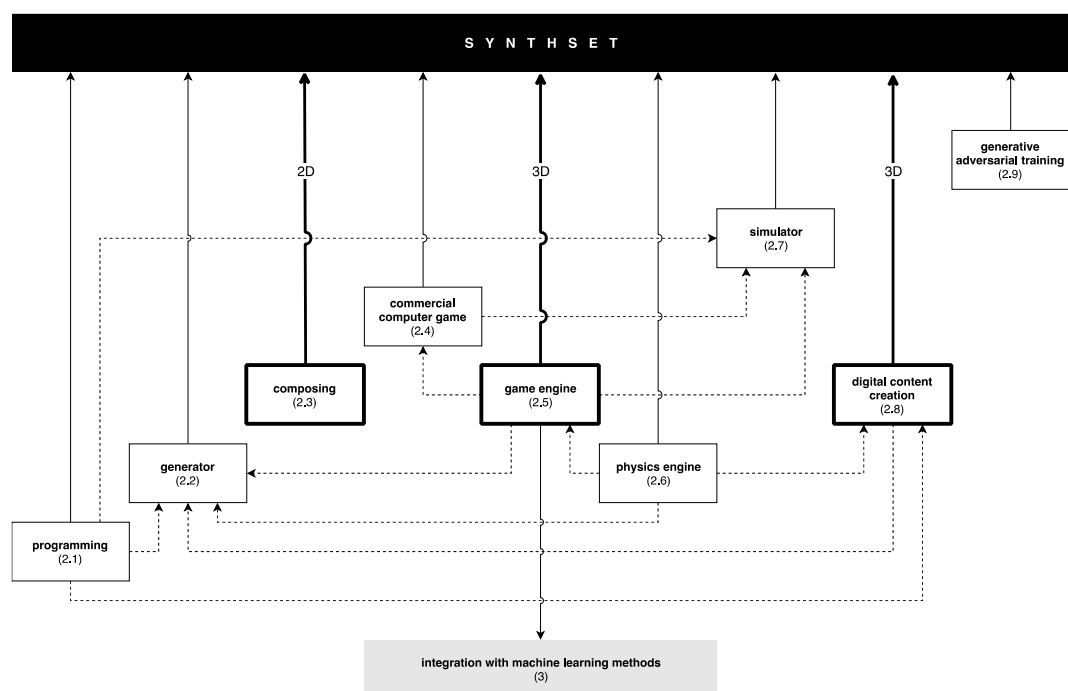 S Y N T H S E T
generative
adversarial training
(2.9)
2D
3D
3D
simulator
(2.7)
commercial
computer game
(2.4)
composing
(2.3)
game engine
(2.5)
digital content
creation
(2.8)
generator
(2.2)
physics engine
(2.6)
programming
(2.1)
integration with machine learning methods
(3)